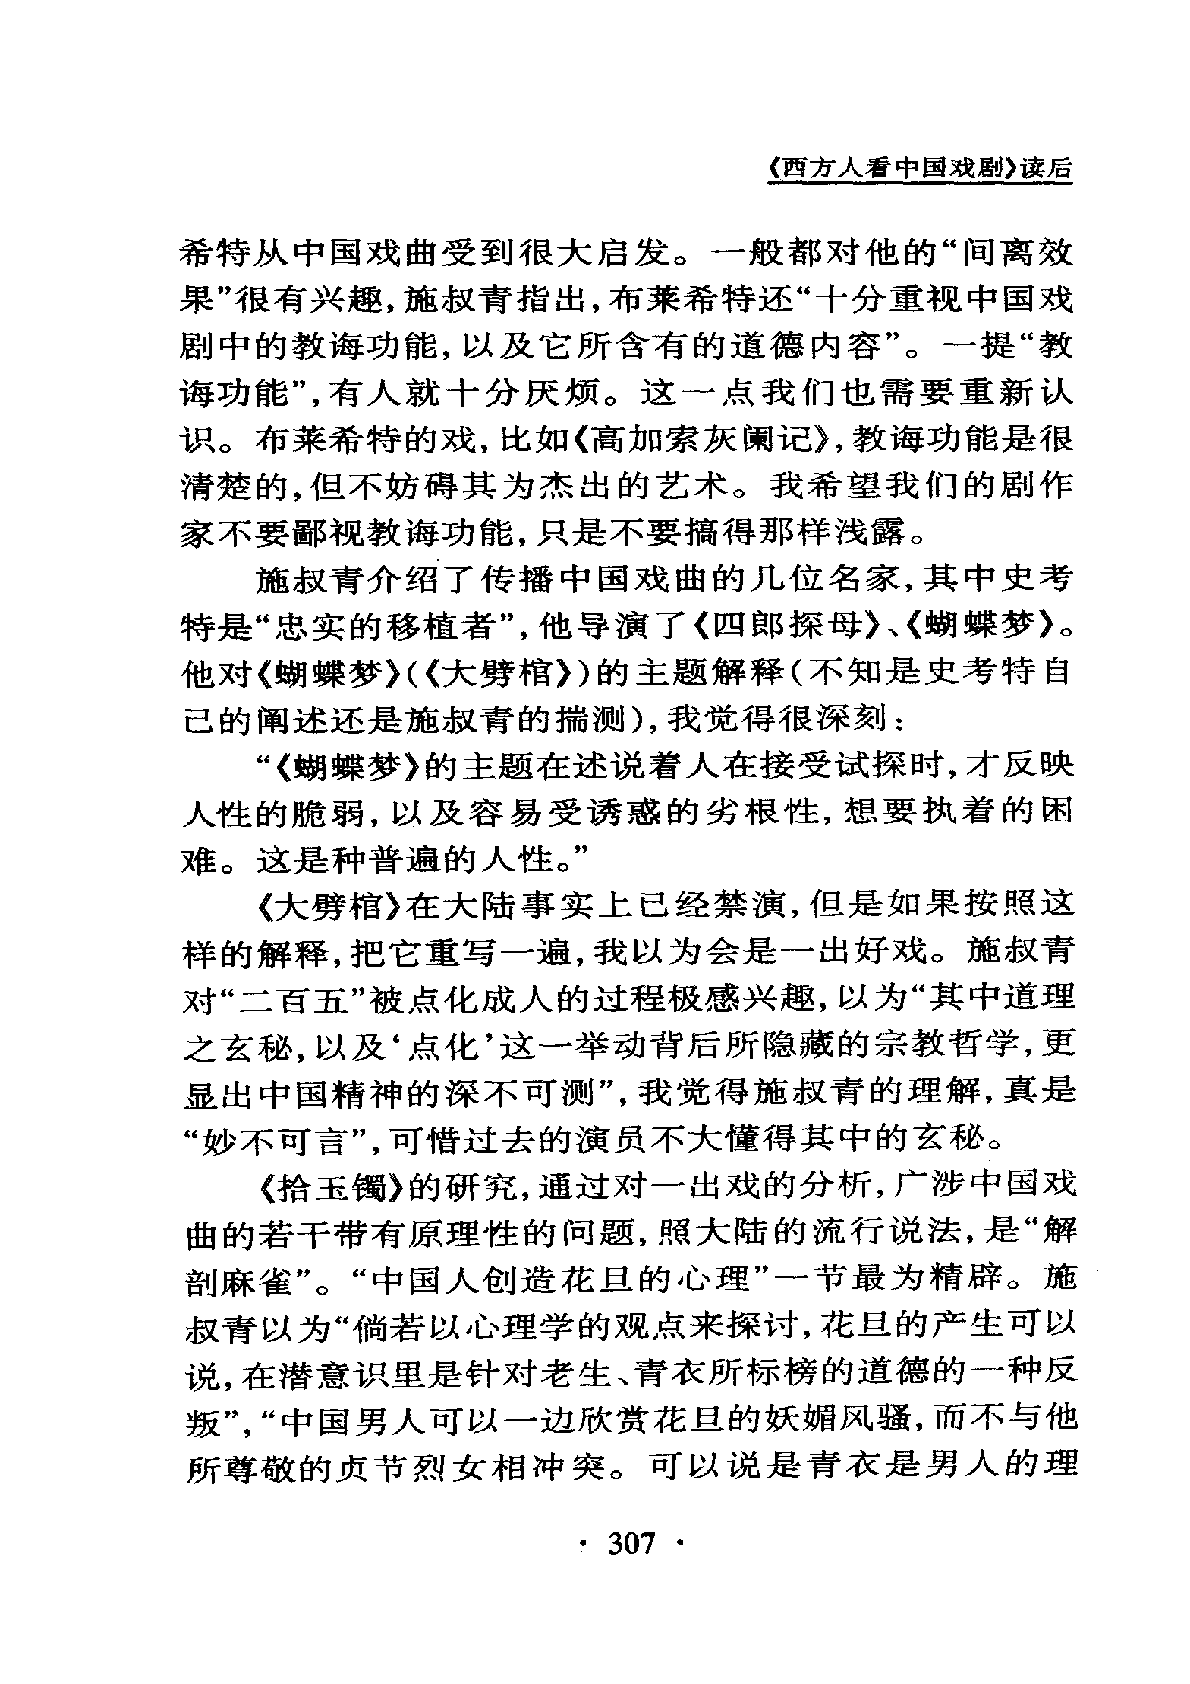 《西方人看中国戏剧》读后
希特从中国戏曲受到很大启发。一般都对他的“间离效
果”很有兴趣,施叔青指出,布莱希特还“十分重视中国戏
剧中的教诲功能,以及它所含有的道德内容”。一提“教
诲功能”,有人就十分厌烦。这一点我们也需要重新认
识。布莱希特的戏,比如《高加索灰阑记》,教诲功能是很
清楚的,但不妨碍其为杰出的艺术。我希望我们的剧作
家不要鄙视教诲功能,只是不要搞得那样浅露。
施叔青介绍了传播中国戏曲的几位名家,其中史考
特是“忠实的移植者”,他导演了《四郎探母》、《蝴蝶梦》。
他对《蝴蝶梦》(《大劈棺》)的主题解释(不知是史考特自
己的阐述还是施叔青的揣测),我觉得很深刻:
“《蝴蝶梦》的主题在述说着人在接受试探时,才反映
人性的脆弱,以及容易受诱惑的劣根性,想要执着的困
难。这是种普遍的人性。”
《大劈棺》在大陆事实上已经禁演,但是如果按照这
样的解释,把它重写一遍,我以为会是一出好戏。施叔青
对“二百五”被点化成人的过程极感兴趣,以为“其中道理
之玄秘,以及‘点化’这一举动背后所隐藏的宗教哲学,更
显出中国精神的深不可测”,我觉得施叔青的理解,真是
“妙不可言”,可惜过去的演员不大懂得其中的玄秘。
《拾玉镯》的研究,通过对一出戏的分析,广涉中国戏
曲的若干带有原理性的问题,照大陆的流行说法,是“解
剖麻雀”。“中国人创造花旦的心理”一节最为精辟。施
叔青以为“倘若以心理学的观点来探讨,花旦的产生可以
说,在潜意识里是针对老生、青衣所标榜的道德的一种反
叛”,“中国男人可以一边欣赏花旦的妖媚风骚,而不与他
所尊敬的贞节烈女相冲突。可以说是青衣是男人的理
· 307 ·